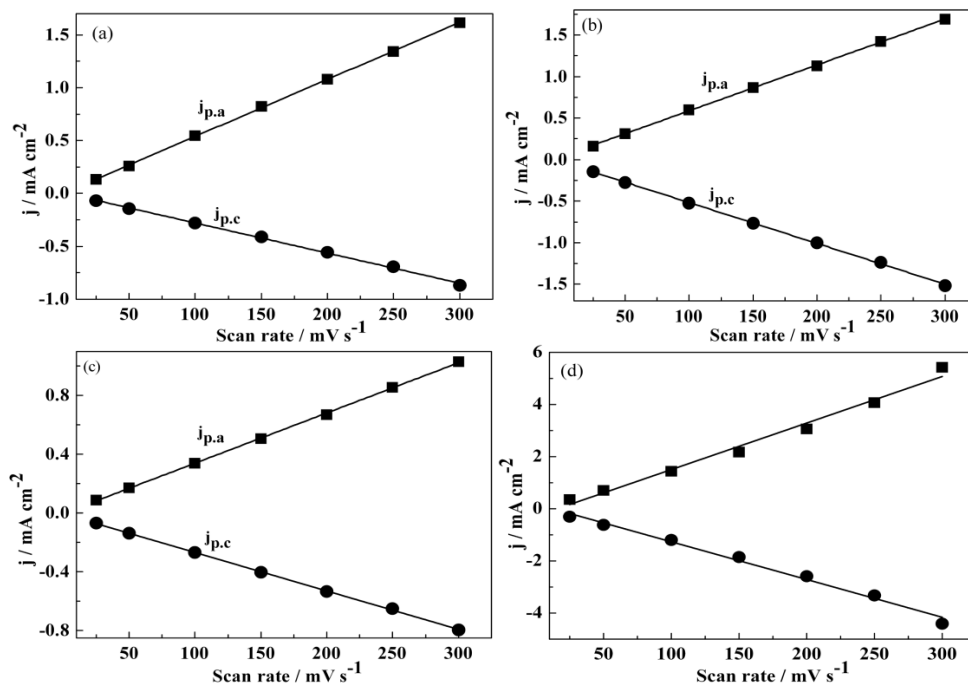 (a)
j / mA cm-2
1.5
1.0
0.5
0.0
-0.5
-1.0
jp.a
jp.c
50 100 150 200 250 300
Scan rate / mV s-1
(b)
j / mA cm-2
1.5
1.0
0.5
0.0
-0.5
-1.0
-1.5
jp.a
jp.c
50 100 150 200 250 300
Scan rate / mV s-1
(c)
j / mA cm-2
0.8
0.4
0.0
-0.4
-0.8
jp.a
jp.c
50 100 150 200 250 300
Scan rate / mV s-1
(d)
j / mA cm-2
6
4
2
0
-2
-4
50 100 150 200 250 300
Scan rate / mV s-1